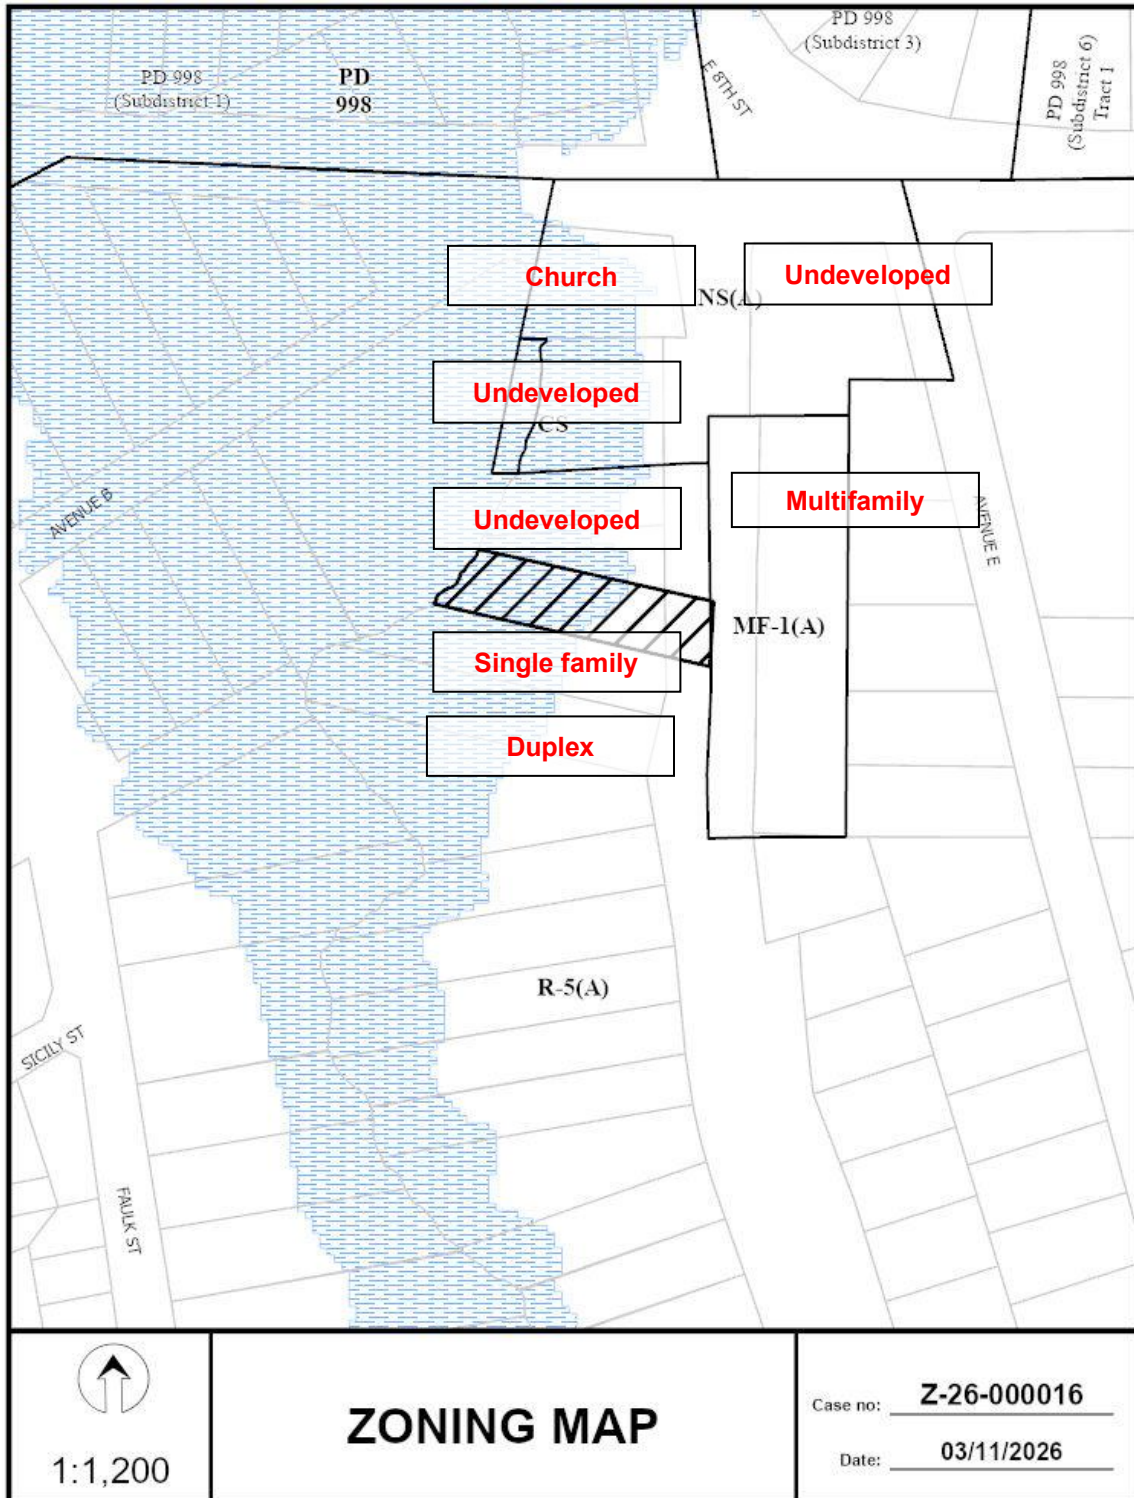 PD 998
(Subdistrict 3)
PD 998
(Subdistrict 1)
PD
998
E 8TH ST
PD 998
(Subdistrict 6)
Tract 1
Church
Undeveloped
NS(A)
Undeveloped
CS
Undeveloped
Multifamily
AVENUE B
AVENUE E
MF-1(A)
Single family
Duplex
R-5(A)
SICILY ST
FAULK ST
1:1,200
ZONING MAP
Case no: Z-26-000016
Date: 03/11/2026